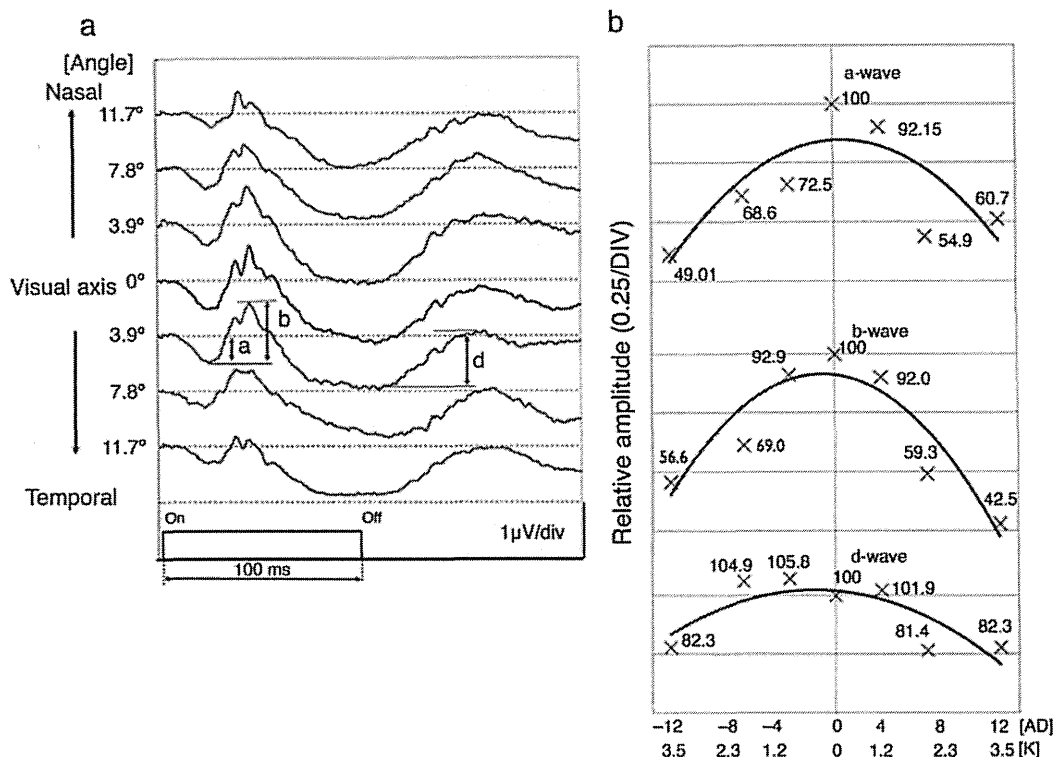 a
[Angle]
Nasal
11.7°
7.8°
3.9°
Visual axis 0°
3.9°
7.8°
11.7°
Temporal
a
b
d
On
Off
1μV/div
100 ms
b
Relative amplitude (0.25/DIV)
a-wave
100
92.15
72.5
68.6
60.7
54.9
49.01
b-wave
100
92.9
92.0
69.0
59.3
56.6
42.5
d-wave
104.9
105.8
100
101.9
82.3
81.4
82.3
−12 −8 −4 0 4 8 12 [AD]
3.5 2.3 1.2 0 1.2 2.3 3.5 [K]